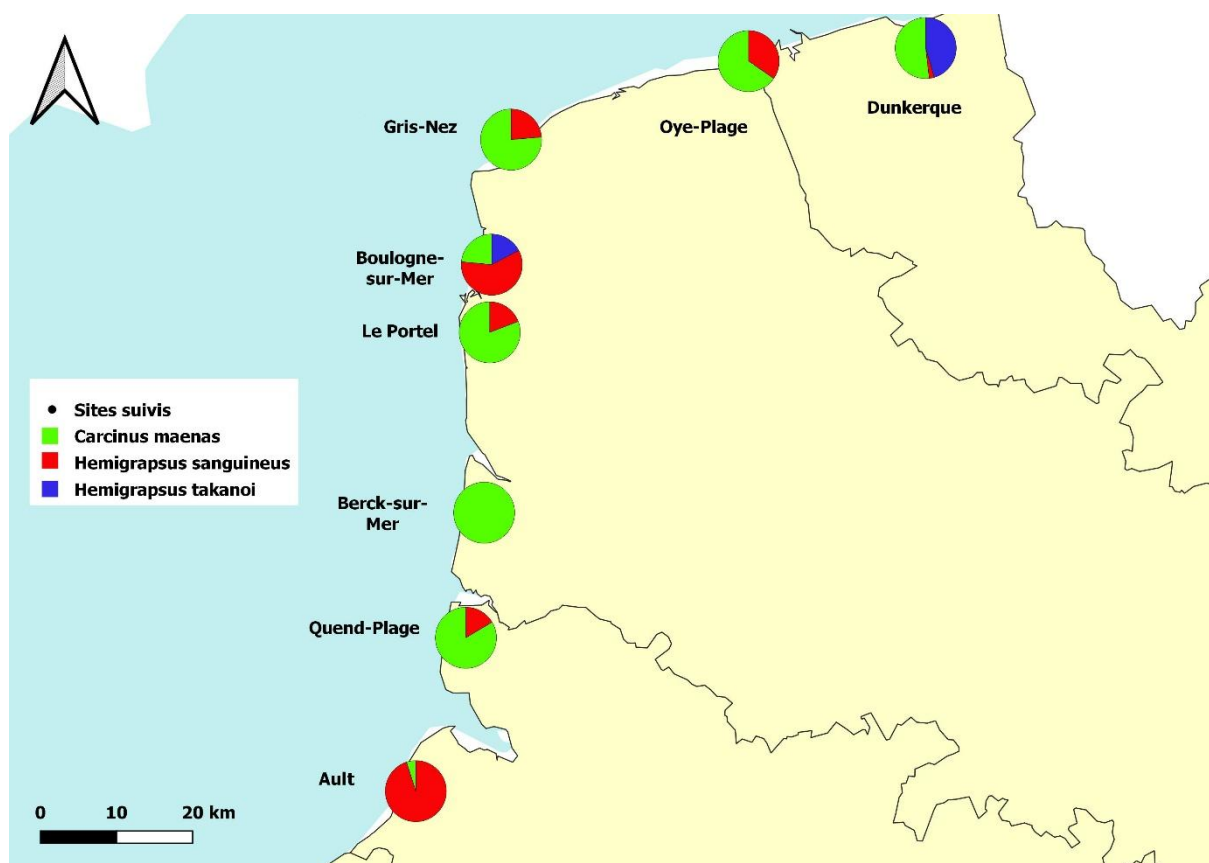 Dunkerque
Oye-Plage
Gris-Nez
Boulogne-
sur-Mer
Le Portel
Sites suivis
Carcinus maenas
Hemigrapsus sanguineus
Hemigrapsus takanoi
Berck-sur-
Mer
Quend-Plage
Ault
0 10 20 km